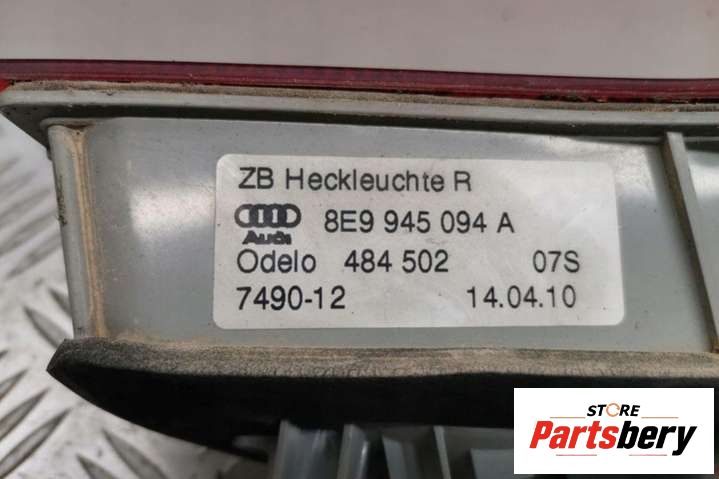 ZB Heckleuchte R
Audi 8E9 945 094 A
Odelo 484 502 07S
7490-12 14.04.10
STORE
Partsbery